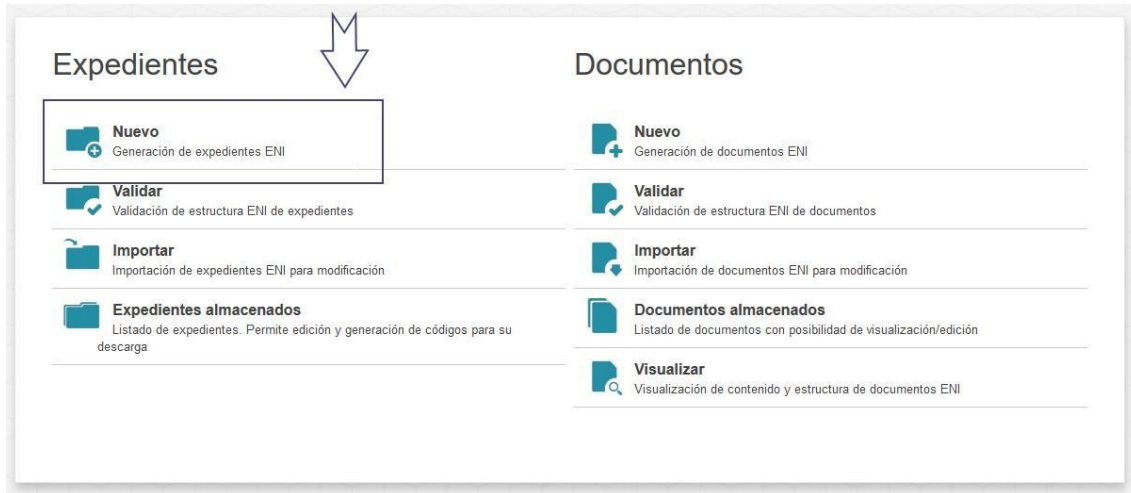 Expedientes
Nuevo
Generación de expedientes ENI
Validar
Validación de estructura ENI de expedientes
Importar
Importación de expedientes ENI para modificación
Expedientes almacenados
Listado de expedientes. Permite edición y generación de códigos para su
descarga
Documentos
Nuevo
Generación de documentos ENI
Validar
Validación de estructura ENI de documentos
Importar
Importación de documentos ENI para modificación
Documentos almacenados
Listado de documentos con posibilidad de visualización/edición
Visualizar
Visualización de contenido y estructura de documentos ENI